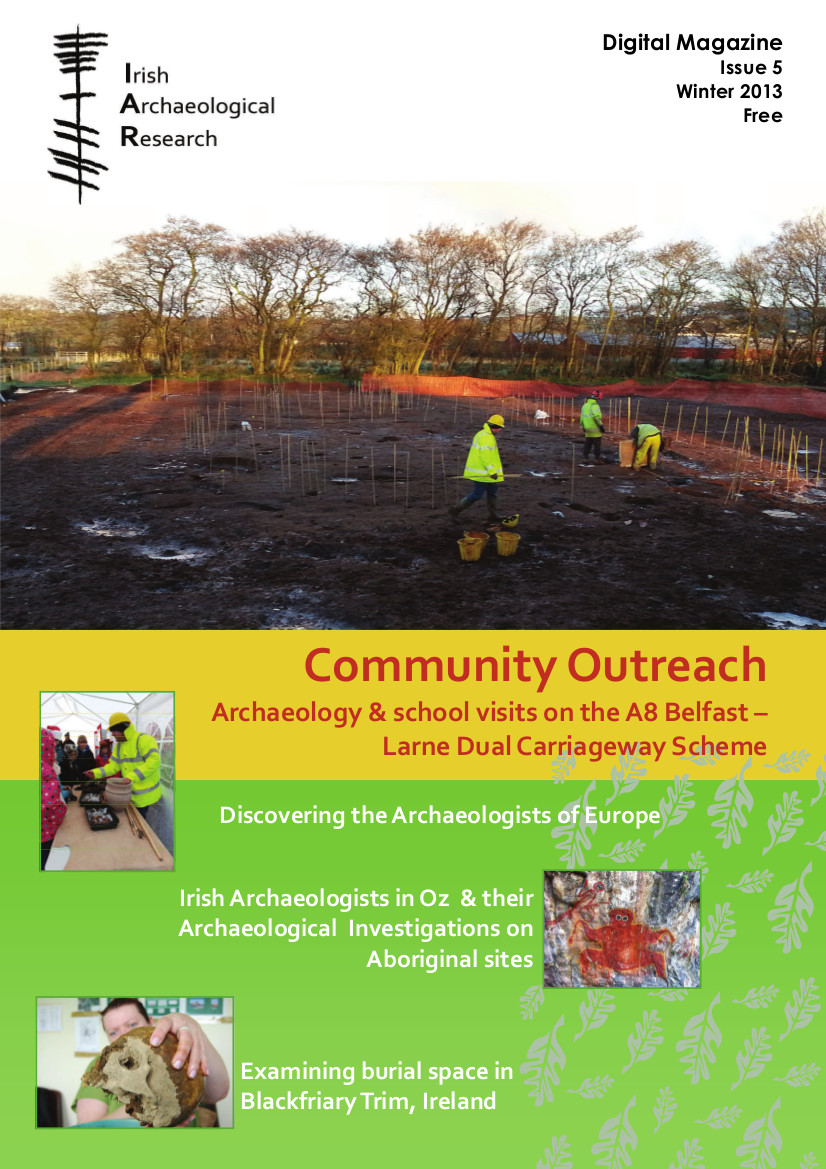 Irish
Archaeological
Research
Digital Magazine
Issue 5
Winter 2013
Free
Community Outreach
Archaeology & school visits on the A8 Belfast –
Larne Dual Carriageway Scheme
Discovering the Archaeologists of Europe
Irish Archaeologists in Oz & their
Archaeological Investigations on
Aboriginal sites
Examining burial space in
Blackfriary Trim, Ireland